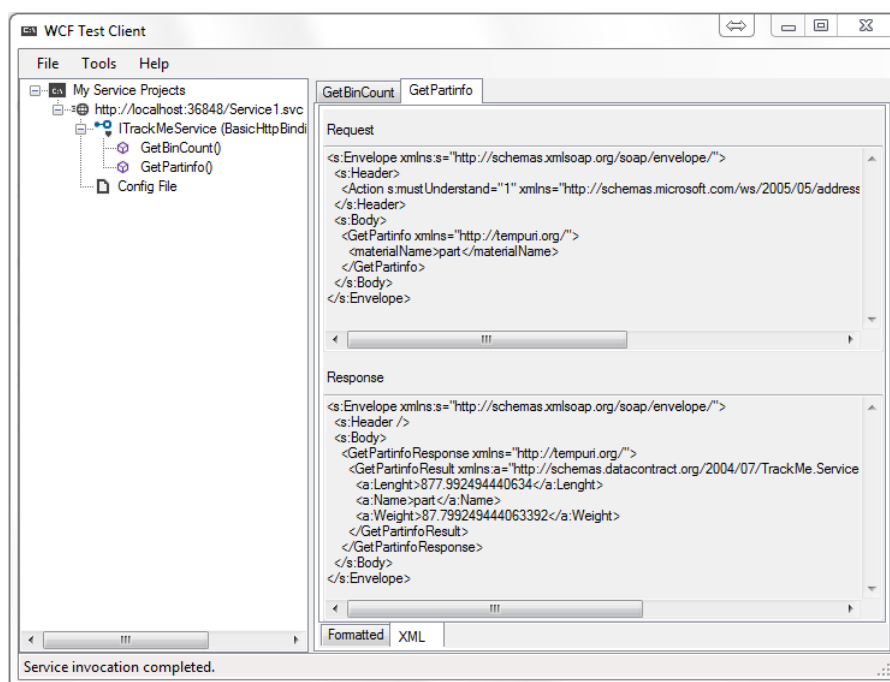 WCF Test Client
File Tools Help
My Service Projects
http://localhost:36848/Service1.svc
ITrackMeService (BasicHttpBindi
GetBinCount()
GetPartinfo()
Config File
GetBinCount GetPartinfo
Request
<s:Envelope xmlns:s="http://schemas.xmlsoap.org/soap/envelope/">
<s:Header>
<Action s:mustUnderstand="1" xmlns="http://schemas.microsoft.com/ws/2005/05/address
</s:Header>
<s:Body>
<GetPartinfo xmlns="http://tempuri.org/">
<materialName>part</materialName>
</GetPartinfo>
</s:Body>
</s:Envelope>
Response
<s:Envelope xmlns:s="http://schemas.xmlsoap.org/soap/envelope/">
<s:Header />
<s:Body>
<GetPartinfoResponse xmlns="http://tempuri.org/">
<GetPartinfoResult xmlns:a="http://schemas.datacontract.org/2004/07/TrackMe.Service
<a:Lenght>877.992494440634</a:Lenght>
<a:Name>part</a:Name>
<a:Weight>87.799249444063392</a:Weight>
</GetPartinfoResult>
</GetPartinfoResponse>
</s:Body>
</s:Envelope>
Formatted XML
Service invocation completed.